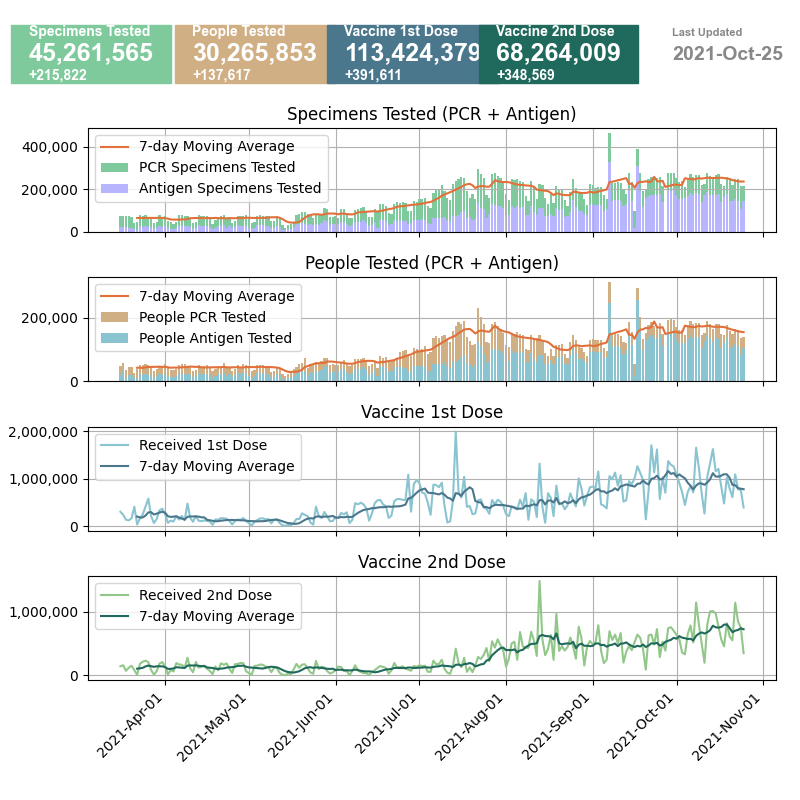 Specimens Tested
45,261,565
+215,822
People Tested
30,265,853
+137,617
Vaccine 1st Dose
113,424,379
+391,611
Vaccine 2nd Dose
68,264,009
+348,569
Last Updated
2021-Oct-25
Specimens Tested (PCR + Antigen)
7-day Moving Average
PCR Specimens Tested
Antigen Specimens Tested
400,000
200,000
0
People Tested (PCR + Antigen)
7-day Moving Average
People PCR Tested
People Antigen Tested
200,000
0
Vaccine 1st Dose
Received 1st Dose
7-day Moving Average
2,000,000
1,000,000
0
Vaccine 2nd Dose
Received 2nd Dose
7-day Moving Average
1,000,000
0
2021-Apr-01
2021-May-01
2021-Jun-01
2021-Jul-01
2021-Aug-01
2021-Sep-01
2021-Oct-01
2021-Nov-01